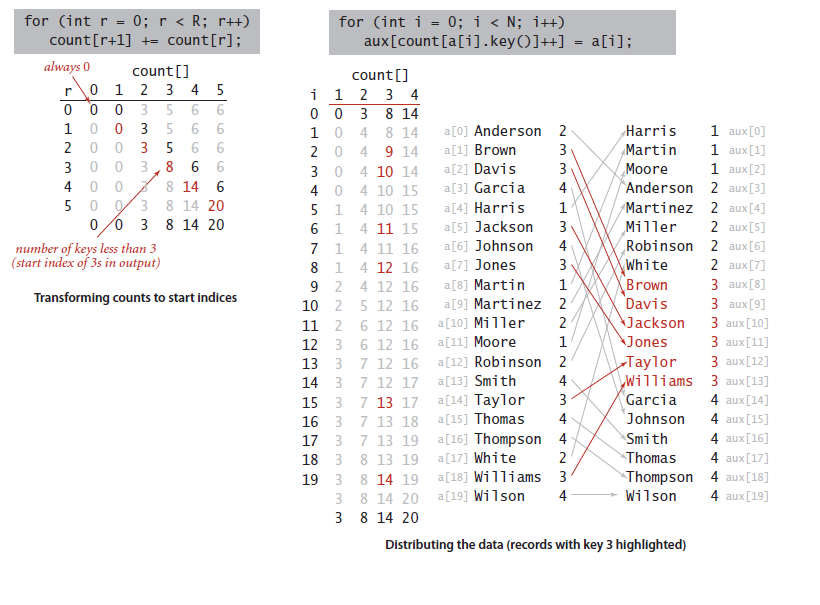 for (int r = 0; r < R; r++)
count[r+1] += count[r];
always 0
count[]
r 0 1 2 3 4 5
0 0 0 3 5 6 6
1 0 0 3 5 6 6
2 0 0 3 5 6 6
3 0 0 3 8 6 6
4 0 0 3 8 14 6
5 0 0 3 8 14 20
0 0 3 8 14 20
number of keys less than 3
(start index of 3s in output)
Transforming counts to start indices
for (int i = 0; i < N; i++)
aux[count[a[i].key()]++] = a[i];
count[]
i 1 2 3 4
0 0 3 8 14
1 0 4 8 14
2 0 4 9 14
3 0 4 10 14
4 0 4 10 15
5 1 4 10 15
6 1 4 11 15
7 1 4 11 16
8 1 4 12 16
9 2 4 12 16
10 2 5 12 16
11 2 6 12 16
12 3 6 12 16
13 3 7 12 16
14 3 7 12 17
15 3 7 13 17
16 3 7 13 18
17 3 7 13 19
18 3 8 13 19
19 3 8 14 19
3 8 14 20
3 8 14 20
a[0] Anderson 2 Harris 1 aux[0]
a[1] Brown 3 Martin 1 aux[1]
a[2] Davis 3 Moore 1 aux[2]
a[3] Garcia 4 Anderson 2 aux[3]
a[4] Harris 1 Martinez 2 aux[4]
a[5] Jackson 3 Miller 2 aux[5]
a[6] Johnson 4 Robinson 2 aux[6]
a[7] Jones 3 White 2 aux[7]
a[8] Martin 1 Brown 3 aux[8]
a[9] Martinez 2 Davis 3 aux[9]
a[10] Miller 2 Jackson 3 aux[10]
a[11] Moore 1 Jones 3 aux[11]
a[12] Robinson 2 Taylor 3 aux[12]
a[13] Smith 4 Williams 3 aux[13]
a[14] Taylor 3 Garcia 4 aux[14]
a[15] Thomas 4 Johnson 4 aux[15]
a[16] Thompson 4 Smith 4 aux[16]
a[17] White 2 Thomas 4 aux[17]
a[18] Williams 3 Thompson 4 aux[18]
a[19] Wilson 4 Wilson 4 aux[19]
Distributing the data (records with key 3 highlighted)